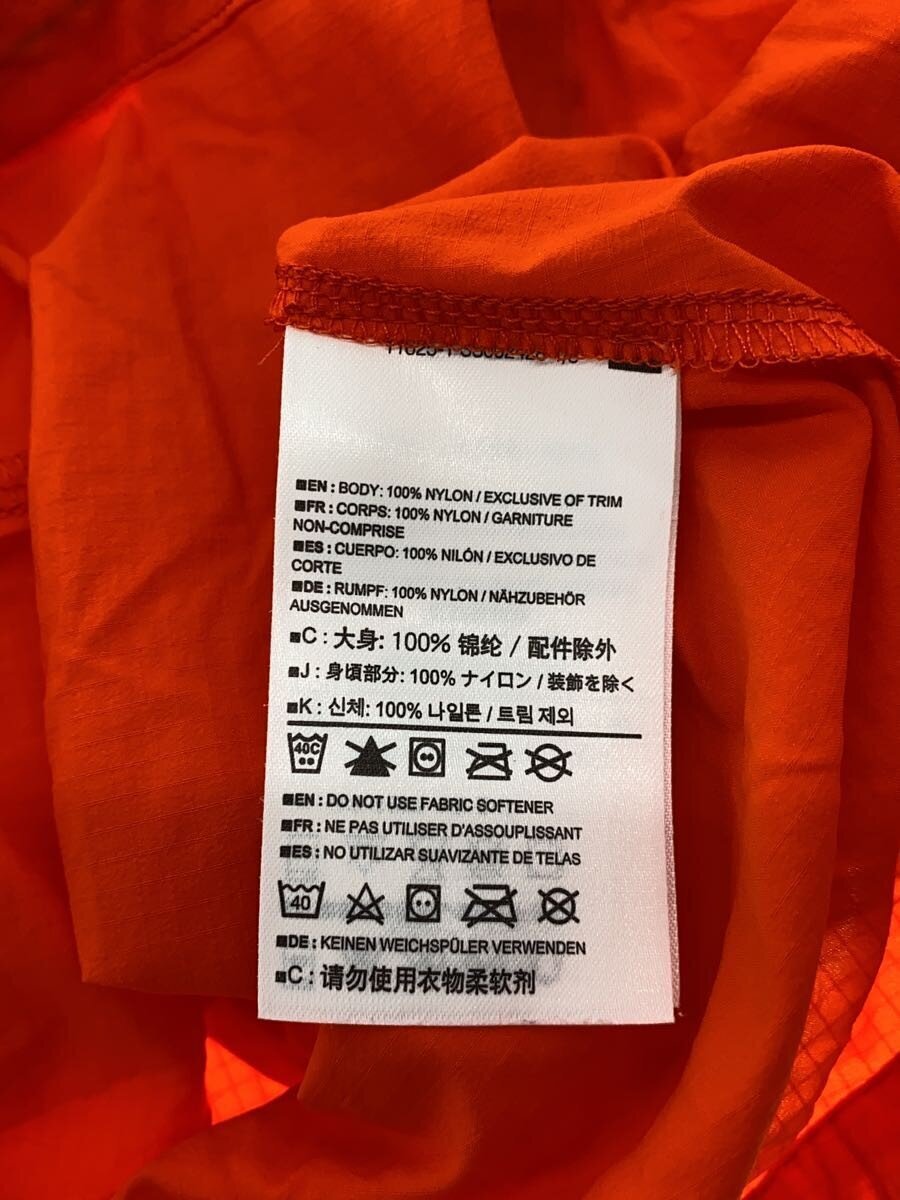 EN : BODY: 100% NYLON / EXCLUSIVE OF TRIM
FR : CORPS: 100% NYLON / GARNITURE
NON-COMPRISE
ES : CUERPO: 100% NILÓN / EXCLUSIVO DE
CORTE
DE : RUMPF: 100% NYLON / NÄHZUBEHÖR
AUSGENOMMEN
C : 大身: 100% 锦纶 / 配件除外
J : 身頃部分: 100% ナイロン / 装飾を除く
K : 신체: 100% 나일론 / 트림 제외
40C
EN : DO NOT USE FABRIC SOFTENER
FR : NE PAS UTILISER D'ASSOUPLISSANT
ES : NO UTILIZAR SUAVIZANTE DE TELAS
40
DE : KEINEN WEICHSPÜLER VERWENDEN
C : 请勿使用衣物柔软剂